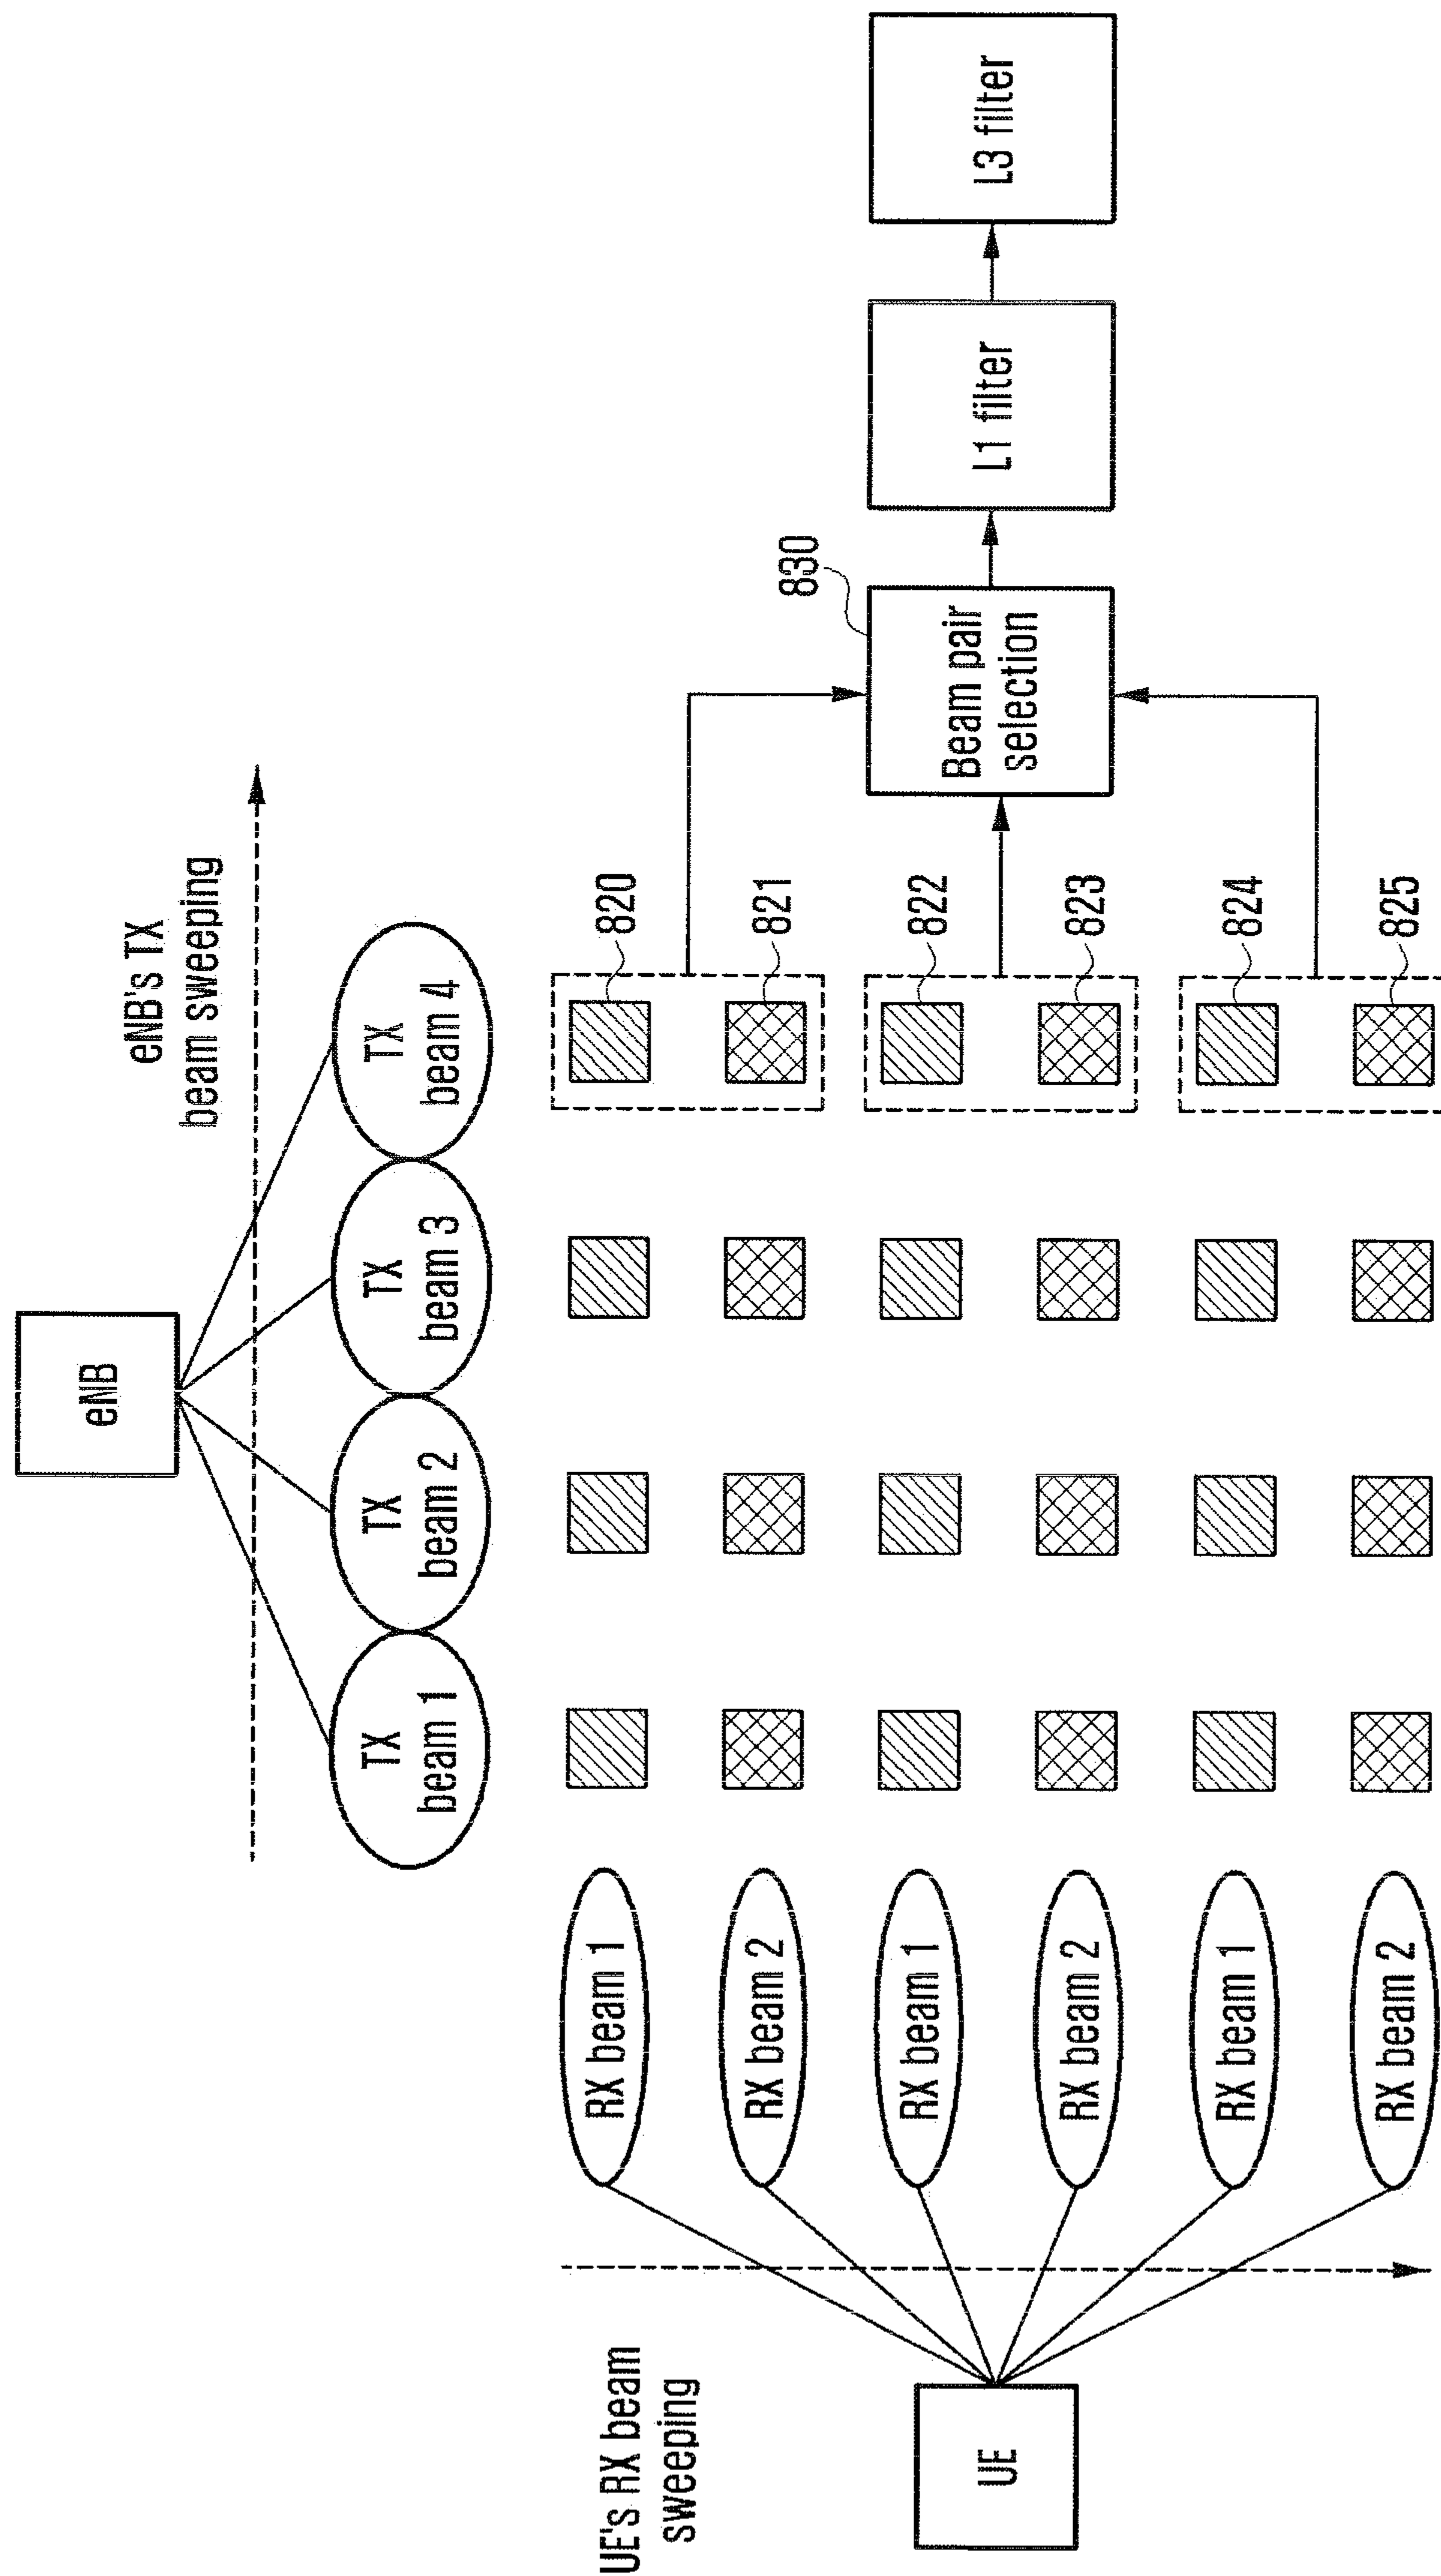 eNB
eNB's TX
beam sweeping
TX
beam 1
TX
beam 2
TX
beam 3
TX
beam 4
UE's RX beam
sweeping
UE
RX beam 1
RX beam 2
RX beam 1
RX beam 2
RX beam 1
RX beam 2
820
821
822
823
824
825
830
Beam pair
selection
L1 filter
L3 filter